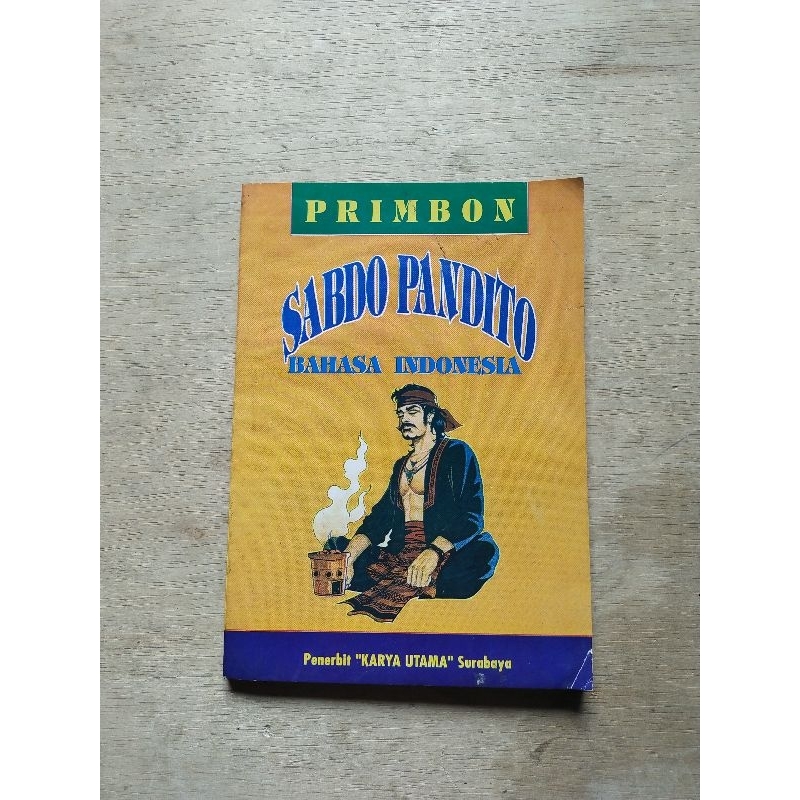 PRIMBON
SABDO PANDITO
BAHASA INDONESIA
Penerbit "KARYA UTAMA" Surabaya